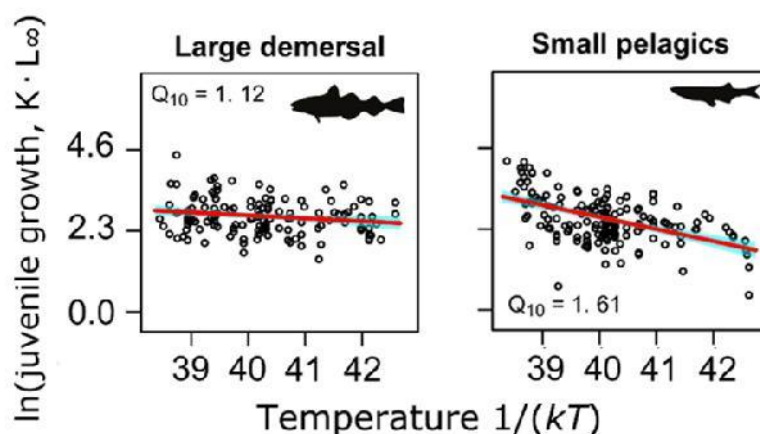 ln(juvenile growth, K · L∞)
Large demersal
Q10 = 1. 12
4.6
2.3
0.0
39 40 41 42
Small pelagics
Q10 = 1.61
39 40 41 42
Temperature 1/(kT)